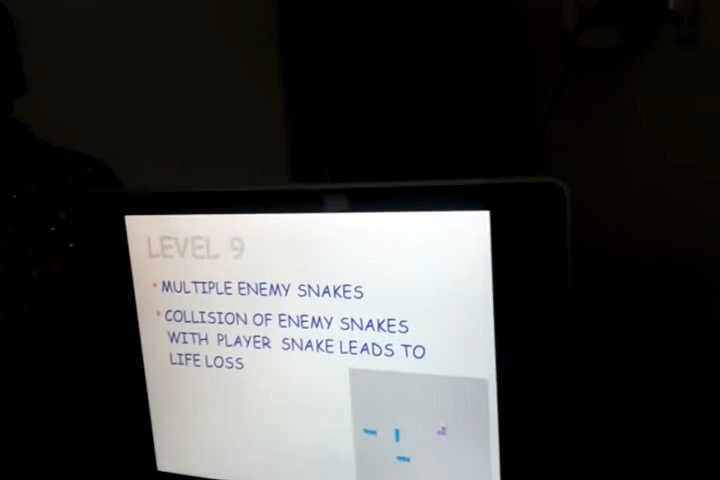 LEVEL 9
MULTIPLE ENEMY SNAKES
COLLISION OF ENEMY SNAKES
WITH PLAYER SNAKE LEADS TO
LIFE LOSS